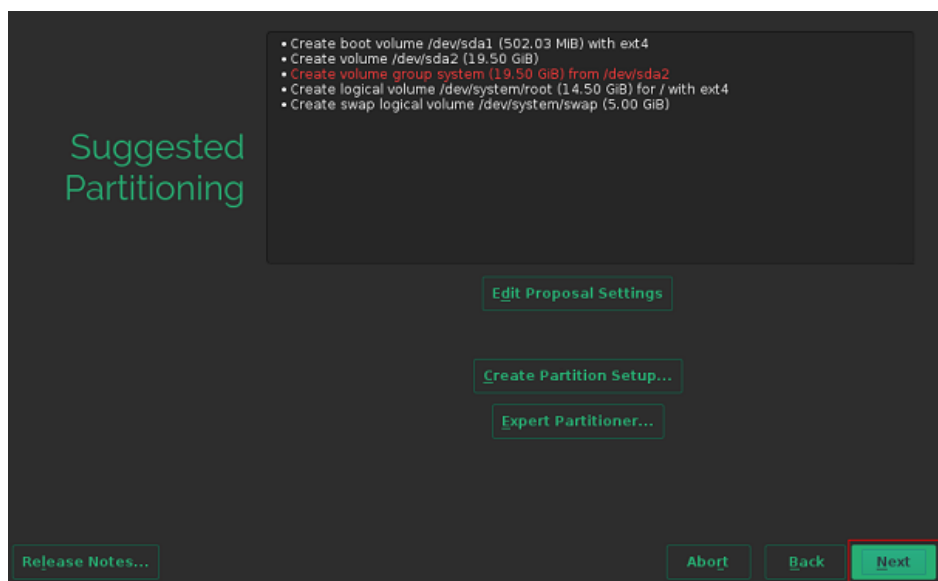 • Create boot volume /dev/sda1 (502.03 MiB) with ext4
• Create volume /dev/sda2 (19.50 GiB)
• Create volume group system (19.50 GiB) from /dev/sda2
• Create logical volume /dev/system/root (14.50 GiB) for / with ext4
• Create swap logical volume /dev/system/swap (5.00 GiB)
Suggested
Partitioning
Edit Proposal Settings
Create Partition Setup...
Expert Partitioner...
Release Notes...
Abort
Back
Next